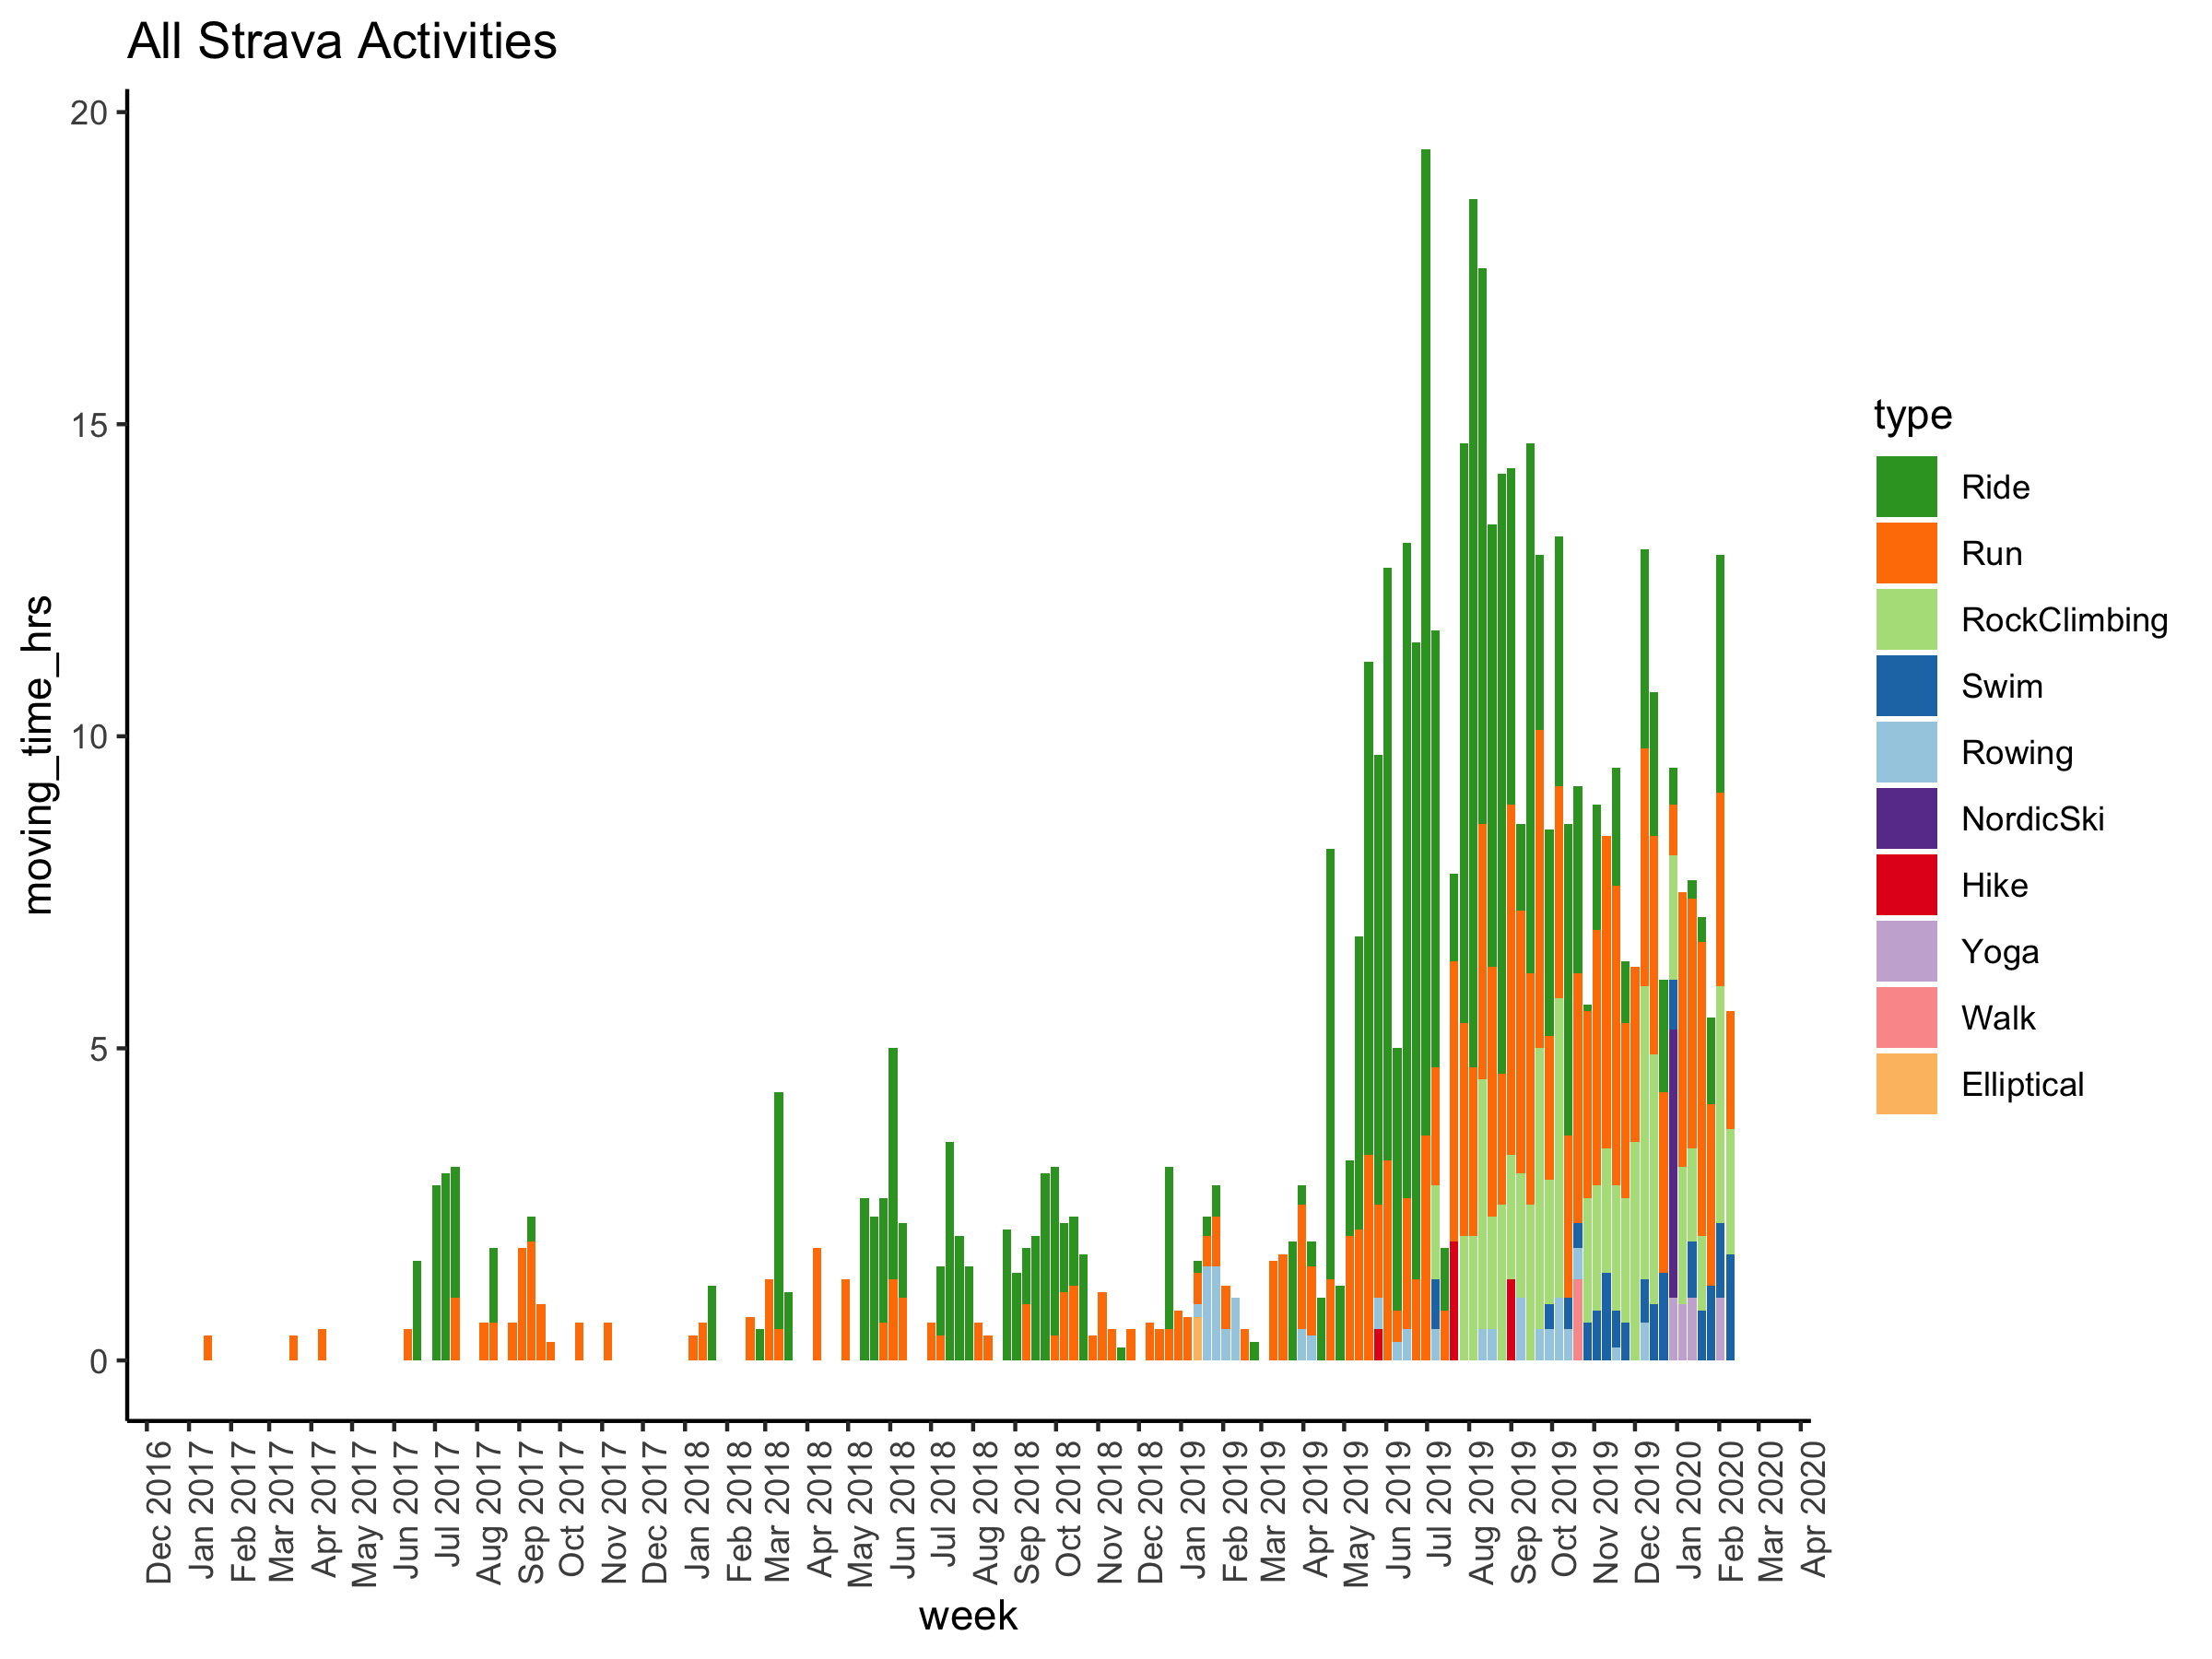 All Strava Activities
20
15
10
5
0
moving_time_hrs
Dec 2016
Jan 2017
Feb 2017
Mar 2017
Apr 2017
May 2017
Jun 2017
Jul 2017
Aug 2017
Sep 2017
Oct 2017
Nov 2017
Dec 2017
Jan 2018
Feb 2018
Mar 2018
Apr 2018
May 2018
Jun 2018
Jul 2018
Aug 2018
Sep 2018
Oct 2018
Nov 2018
Dec 2018
Jan 2019
Feb 2019
Mar 2019
Apr 2019
May 2019
Jun 2019
Jul 2019
Aug 2019
Sep 2019
Oct 2019
Nov 2019
Dec 2019
Jan 2020
Feb 2020
Mar 2020
Apr 2020
week
type
Ride
Run
RockClimbing
Swim
Rowing
NordicSki
Hike
Yoga
Walk
Elliptical